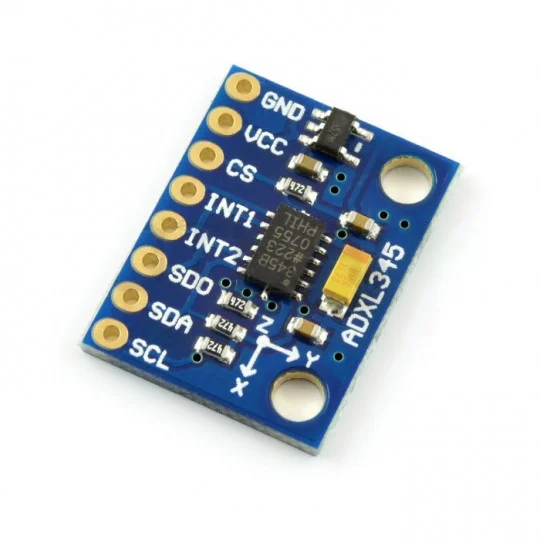 GND
VCC
CS
INT1
INT2
SDO
SDA
SCL
472
345B
#223
0755
PHIL
472
472
472
Z
Y
X
ADXL345